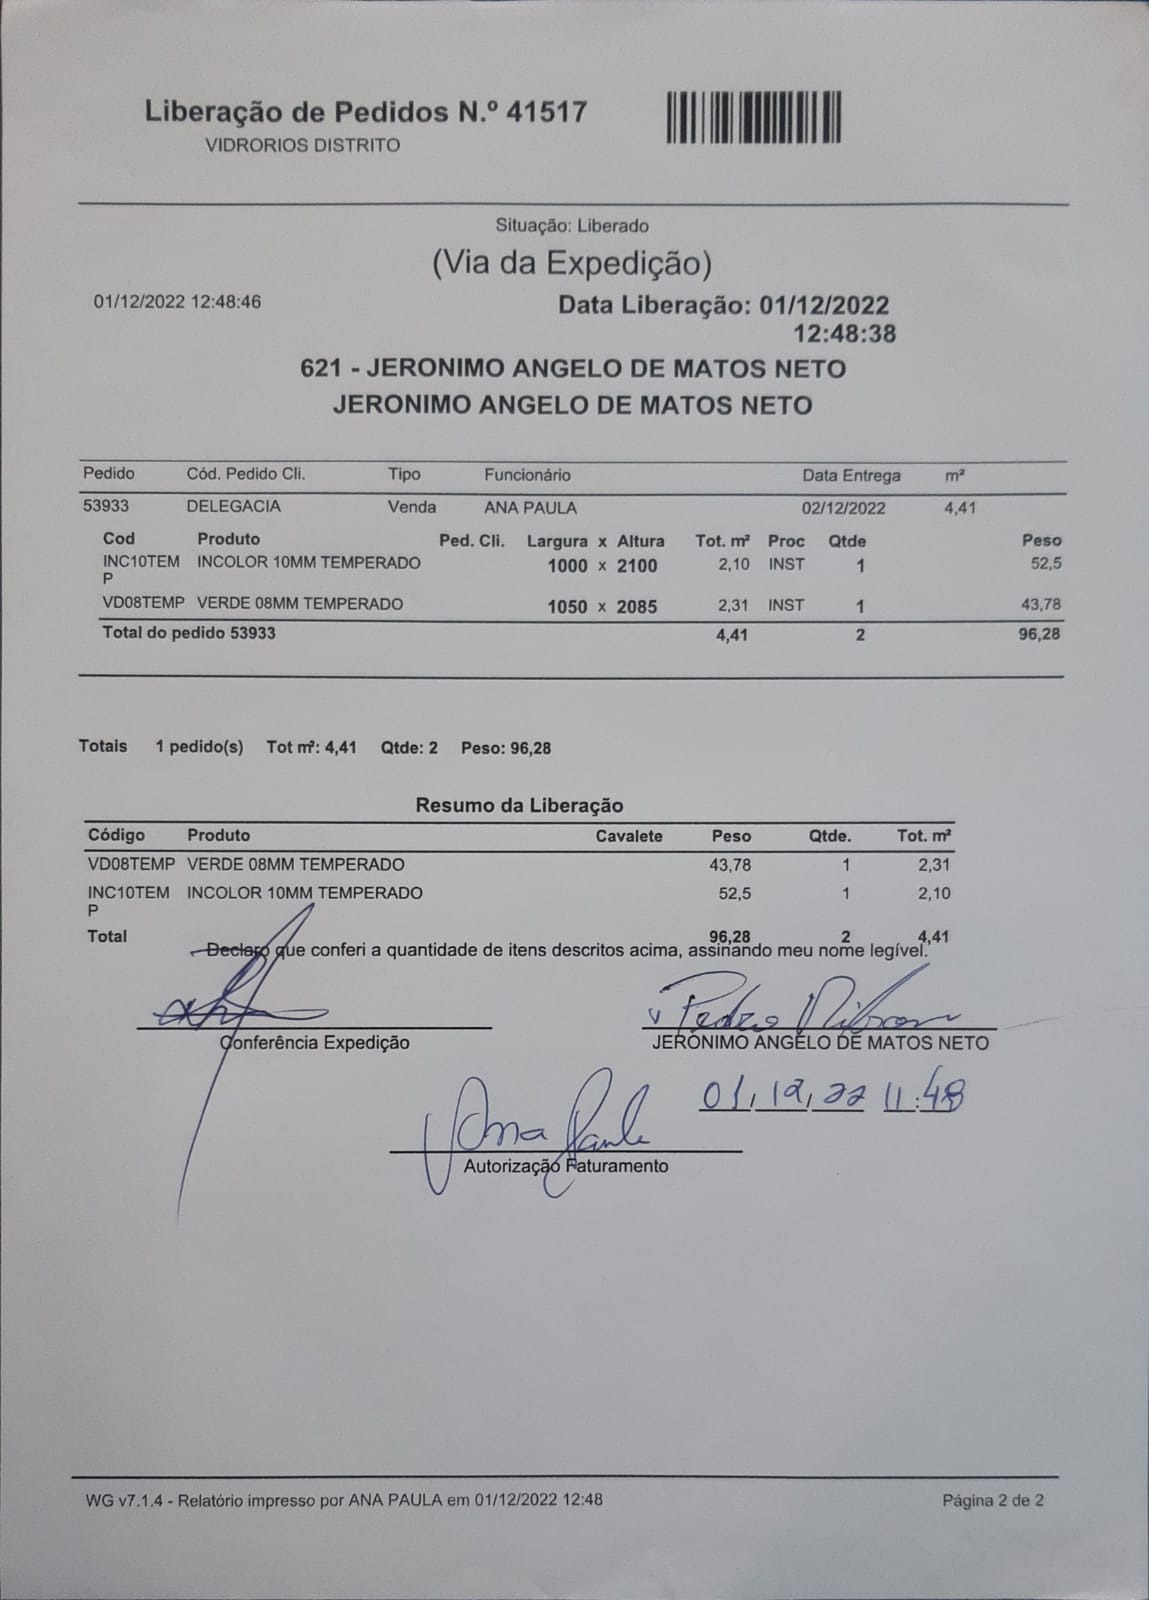 Liberação de Pedidos N.º 41517
VIDRORIOS DISTRITO
Situação: Liberado
(Via da Expedição)
01/12/2022 12:48:46 Data Liberação: 01/12/2022
12:48:38
621 - JERONIMO ANGELO DE MATOS NETO
JERONIMO ANGELO DE MATOS NETO
Pedido Cód. Pedido Cli. Tipo Funcionário Data Entrega m²
53933 DELEGACIA Venda ANA PAULA 02/12/2022 4,41
Cod Produto Ped. Cli. Largura x Altura Tot. m² Proc Qtde Peso
INC10TEM INCOLOR 10MM TEMPERADO 1000 x 2100 2,10 INST 1 52,5
P
VD08TEMP VERDE 08MM TEMPERADO 1050 x 2085 2,31 INST 1 43,78
Total do pedido 53933 4,41 2 96,28
Totais 1 pedido(s) Tot m²: 4,41 Qtde: 2 Peso: 96,28
Resumo da Liberação
Código Produto Cavalete Peso Qtde. Tot. m²
VD08TEMP VERDE 08MM TEMPERADO 43,78 1 2,31
INC10TEM INCOLOR 10MM TEMPERADO 52,5 1 2,10
P
Total 96,28 2 4,41
Declaro que conferi a quantidade de itens descritos acima, assinando meu nome legível.
Pedro
Conferência Expedição JERONIMO ANGELO DE MATOS NETO
01/12/22 11:48
Ana Paula
Autorização Faturamento
WG v7.1.4 - Relatório impresso por ANA PAULA em 01/12/2022 12:48 Página 2 de 2